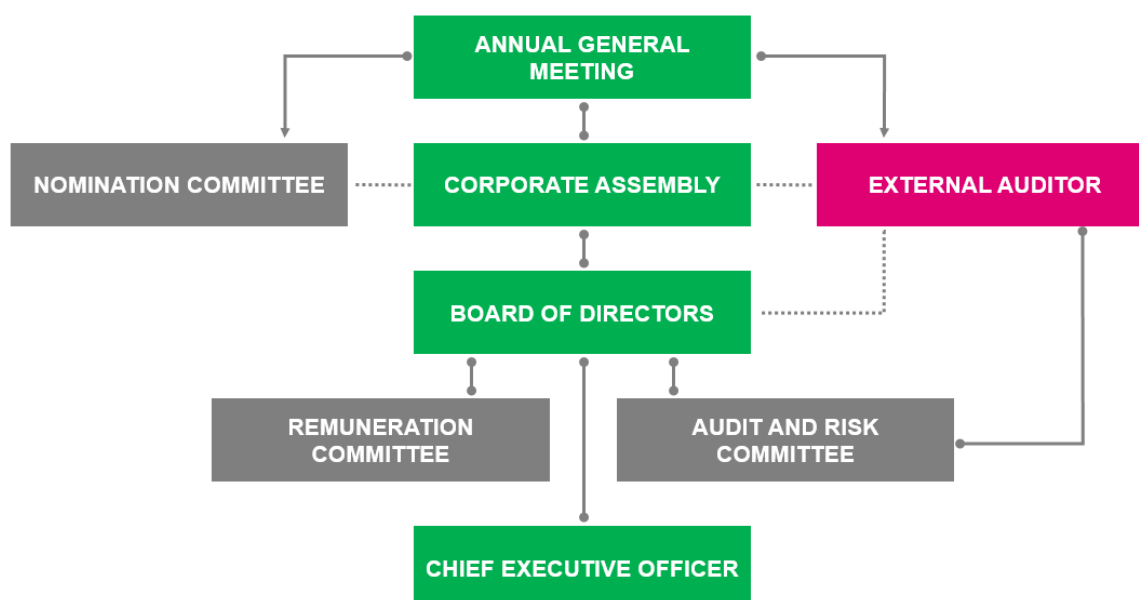 ANNUAL GENERAL
MEETING
NOMINATION COMMITTEE
CORPORATE ASSEMBLY
EXTERNAL AUDITOR
BOARD OF DIRECTORS
REMUNERATION
COMMITTEE
AUDIT AND RISK
COMMITTEE
CHIEF EXECUTIVE OFFICER